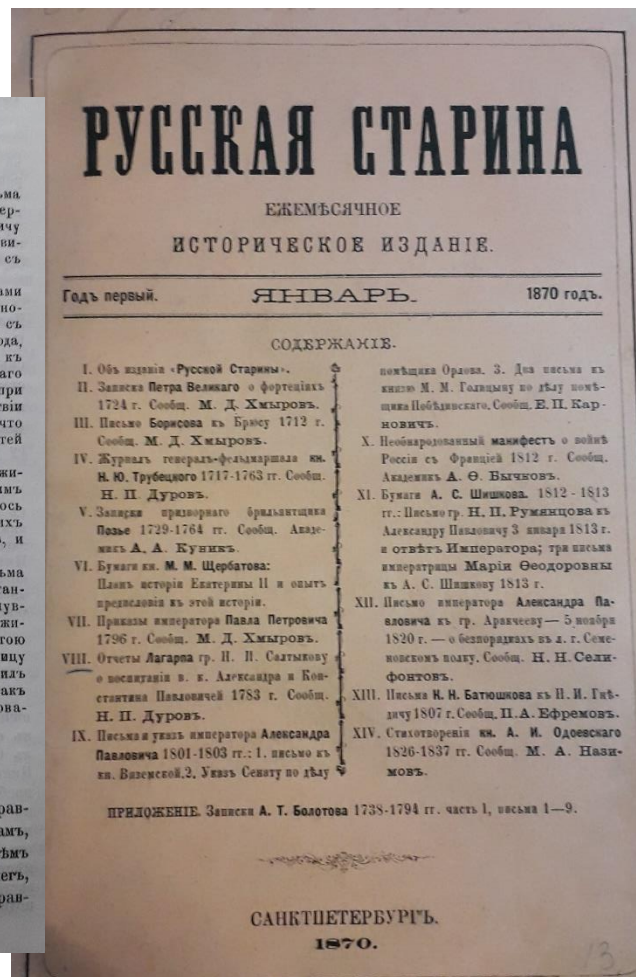 РУССКАЯ СТАРИНА
ЕЖЕМѢСЯЧНОЕ
ИСТОРИЧЕСКОЕ ИЗДАНІЕ.
Годъ первый.
ЯНВАРЬ.
1870 годъ.
СОДЕРЖАНІЕ.
I. Объ изданіи «Русской Старины».
II. Записка Петра Великаго о фортеціяхъ
1724 г. Сообщ. М. Д. Хмыровъ.
III. Письмо Борисова къ Брюсу 1712 г.
Сообщ. М. Д. Хмыровъ.
IV. Журналъ генералъ-фельдмаршала кн.
Н. Ю. Трубецкого 1717-1763 гг. Сообщ.
Н. П. Дуровъ.
V. Записки придворнаго брильянтщика
Позье 1729-1764 гг. Сообщ. Акаде-
микъ А. А. Куникъ.
VI. Бумаги кн. М. М. Щербатова:
Планъ исторіи Екатерины II и опытъ
предисловія къ этой исторіи.
VII. Приказы императора Павла Петровича
1796 г. Сообщ. М. Д. Хмыровъ.
VIII. Отчеты Лагарпа гр. Н. И. Салтыкову
о воспитаніи в. к. Александра и Кон-
стантина Павловичей 1783 г. Сообщ.
Н. П. Дуровъ.
IX. Письма и указъ императора Александра
Павловича 1801-1803 гг.: 1. письмо къ
кн. Вяземской. 2. Указъ Сенату по дѣлу
помѣщика Орлова. 3. Два письма къ
князю М. М. Голицыну по дѣлу помѣ-
щика Побѣдинскаго. Сообщ. Е. П. Кар-
новичъ.
X. Необнародованный манифестъ о войнѣ
Россіи съ Франціей 1812 г. Сообщ.
Академикъ А. Ѳ. Бычковъ.
XI. Бумаги А. С. Шишкова. 1812 - 1813
гг.: Письмо гр. Н. П. Румянцова къ
Александру Павловичу 3 января 1813 г.
и отвѣтъ Императора; три письма
императрицы Маріи Ѳеодоровны
къ А. С. Шишкову 1813 г.
XII. Письмо императора Александра Па-
вловича къ гр. Аракчееву — 5 ноября
1820 г. — о безпорядкахъ въ л. г. Семе-
новскомъ полку. Сообщ. Н. Н. Сели-
фонтовъ.
XIII. Письма К. Н. Батюшкова къ Н. И. Гнѣ-
дичу 1807 г. Сообщ. П. А. Ефремовъ.
XIV. Стихотворенія кн. А. И. Одоевскаго
1826-1837 гг. Сообщ. М. А. Нази-
мовъ.
ПРИЛОЖЕНІЕ. Записки А. Т. Болотова 1738-1794 гг. часть 1, письма 1—9.
САНКТПЕТЕРБУРГЪ.
1870.
13